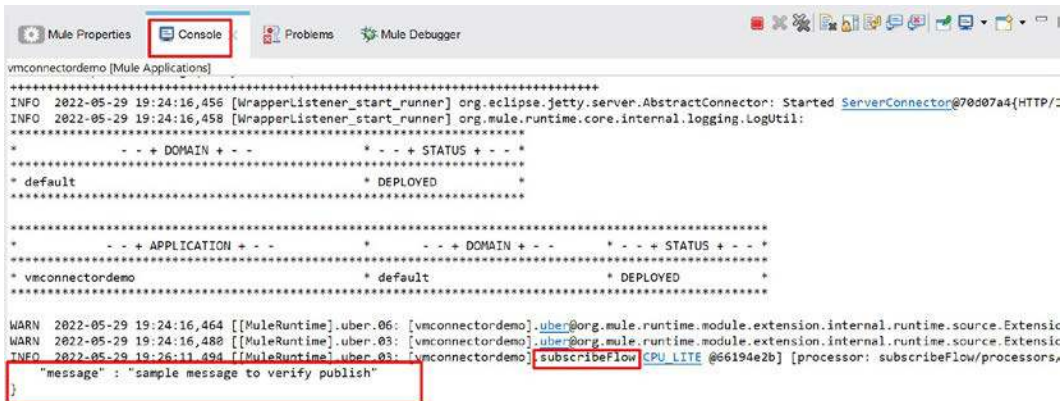 Mule Properties Console Problems Mule Debugger
vmconnectordemo [Mule Applications]
++++++++++++++++++++++++++++++++++++++++++++++++++++++++++++++++++++++++++
INFO 2022-05-29 19:24:16,456 [WrapperListener_start_runner] org.eclipse.jetty.server.AbstractConnector: Started ServerConnector@70d07a4{HTTP/
INFO 2022-05-29 19:24:16,458 [WrapperListener_start_runner] org.mule.runtime.core.internal.logging.LogUtil:
**********************************************************************
* - - + DOMAIN + - - * - - + STATUS + - - *
**********************************************************************
* default * DEPLOYED *
**********************************************************************
*******************************************************************************************************
* - - + APPLICATION + - - * - - + DOMAIN + - - * - - + STATUS + - - *
*******************************************************************************************************
* vmconnectordemo * default * DEPLOYED *
*******************************************************************************************************
WARN 2022-05-29 19:24:16,464 [[MuleRuntime].uber.06: [vmconnectordemo].uber@org.mule.runtime.module.extension.internal.runtime.source.Extensio
WARN 2022-05-29 19:24:16,480 [[MuleRuntime].uber.03: [vmconnectordemo].uber@org.mule.runtime.module.extension.internal.runtime.source.Extensio
INFO 2022-05-29 19:26:11,494 [[MuleRuntime].uber.03: [vmconnectordemo].subscribeFlow CPU_LITE @66194e2b] [processor: subscribeFlow/processors/
"message" : "sample message to verify publish"
}